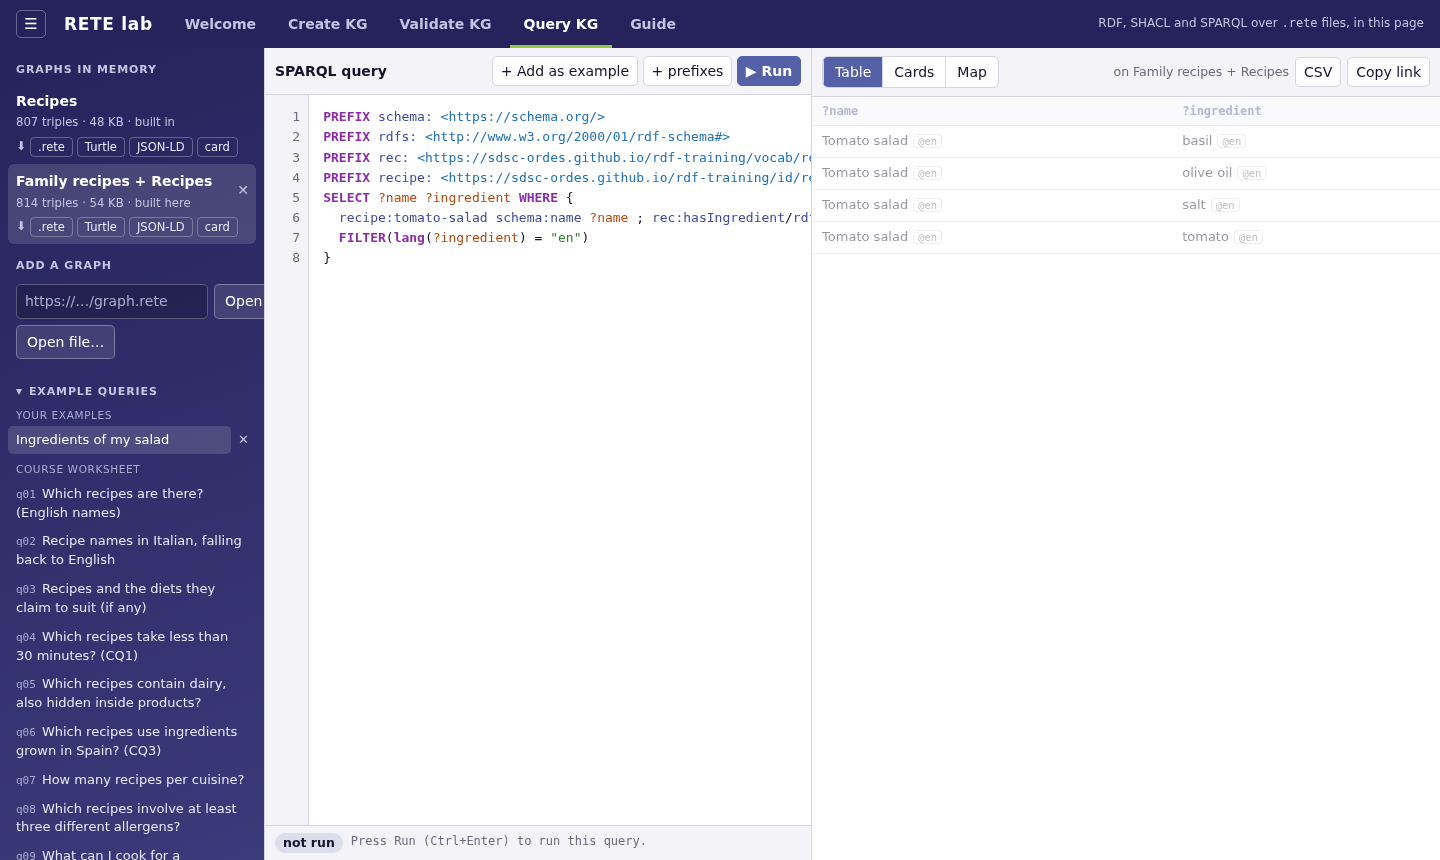 ☰ RETE lab Welcome Create KG Validate KG Query KG Guide RDF, SHACL and SPARQL over .rete files, in this page
GRAPHS IN MEMORY
Recipes
807 triples · 48 KB · built in
⬇ .rete Turtle JSON-LD card
Family recipes + Recipes ✕
814 triples · 54 KB · built here
⬇ .rete Turtle JSON-LD card
ADD A GRAPH
https://…/graph.rete Open
Open file…
▾ EXAMPLE QUERIES
YOUR EXAMPLES
Ingredients of my salad ✕
COURSE WORKSHEET
q01 Which recipes are there?
(English names)
q02 Recipe names in Italian, falling
back to English
q03 Recipes and the diets they
claim to suit (if any)
q04 Which recipes take less than
30 minutes? (CQ1)
q05 Which recipes contain dairy,
also hidden inside products?
q06 Which recipes use ingredients
grown in Spain? (CQ3)
q07 How many recipes per cuisine?
q08 Which recipes involve at least
three different allergens?
q09 What can I cook for a
SPARQL query + Add as example + prefixes ▶ Run
1 PREFIX schema: <https://schema.org/>
2 PREFIX rdfs: <http://www.w3.org/2000/01/rdf-schema#>
3 PREFIX rec: <https://sdsc-ordes.github.io/rdf-training/vocab/re
4 PREFIX recipe: <https://sdsc-ordes.github.io/rdf-training/id/re
5 SELECT ?name ?ingredient WHERE {
6 recipe:tomato-salad schema:name ?name ; rec:hasIngredient/rdf
7 FILTER(lang(?ingredient) = "en")
8 }
not run Press Run (Ctrl+Enter) to run this query.
Table Cards Map on Family recipes + Recipes CSV Copy link
?name ?ingredient
Tomato salad @en basil @en
Tomato salad @en olive oil @en
Tomato salad @en salt @en
Tomato salad @en tomato @en